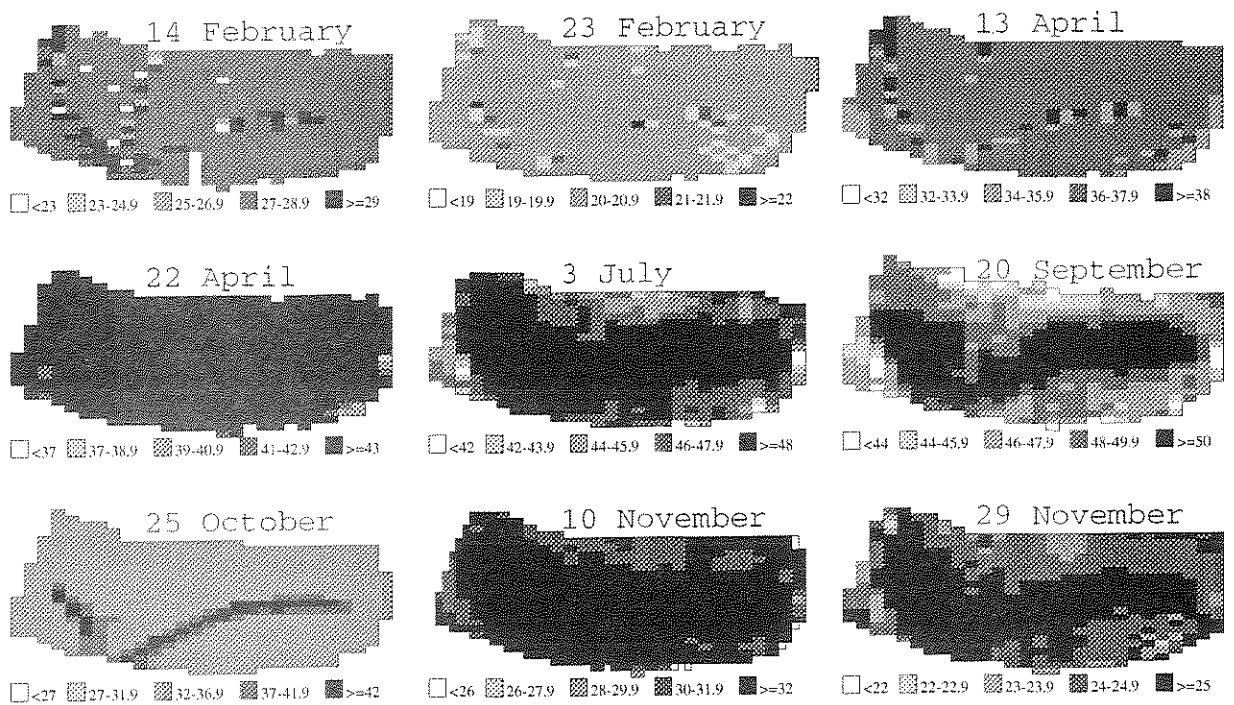 14 February
23 February
13 April
<23 23-24.9 25-26.9 27-28.9 >=29
<19 19-19.9 20-20.9 21-21.9 >=22
<32 32-33.9 34-35.9 36-37.9 >=38
22 April
3 July
20 September
<37 37-38.9 39-40.9 41-42.9 >=43
<42 42-43.9 44-45.9 46-47.9 >=48
<44 44-45.9 46-47.9 48-49.9 >=50
25 October
10 November
29 November
<27 27-31.9 32-36.9 37-41.9 >=42
<26 26-27.9 28-29.9 30-31.9 >=32
<22 22-22.9 23-23.9 24-24.9 >=25